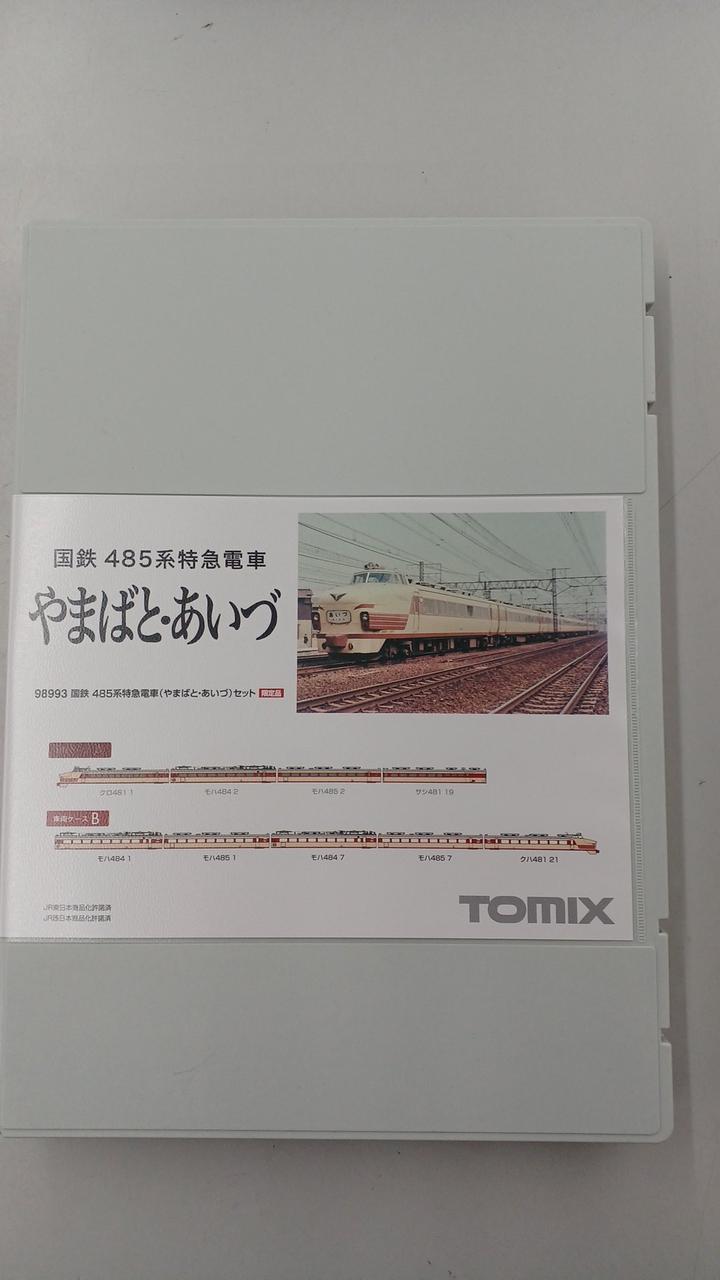 国鉄 485系特急電車
やまばと・あいづ
98993 国鉄 485系特急電車(やまばと・あいづ)セット 限定品
あいづ
クロ481 1 モハ484 2 モハ485 2 サシ481 19
車両ケース B
モハ484 1 モハ485 1 モハ484 7 モハ485 7 クハ481 21
JR東日本商品化許諾済
JR西日本商品化許諾済
TOMIX